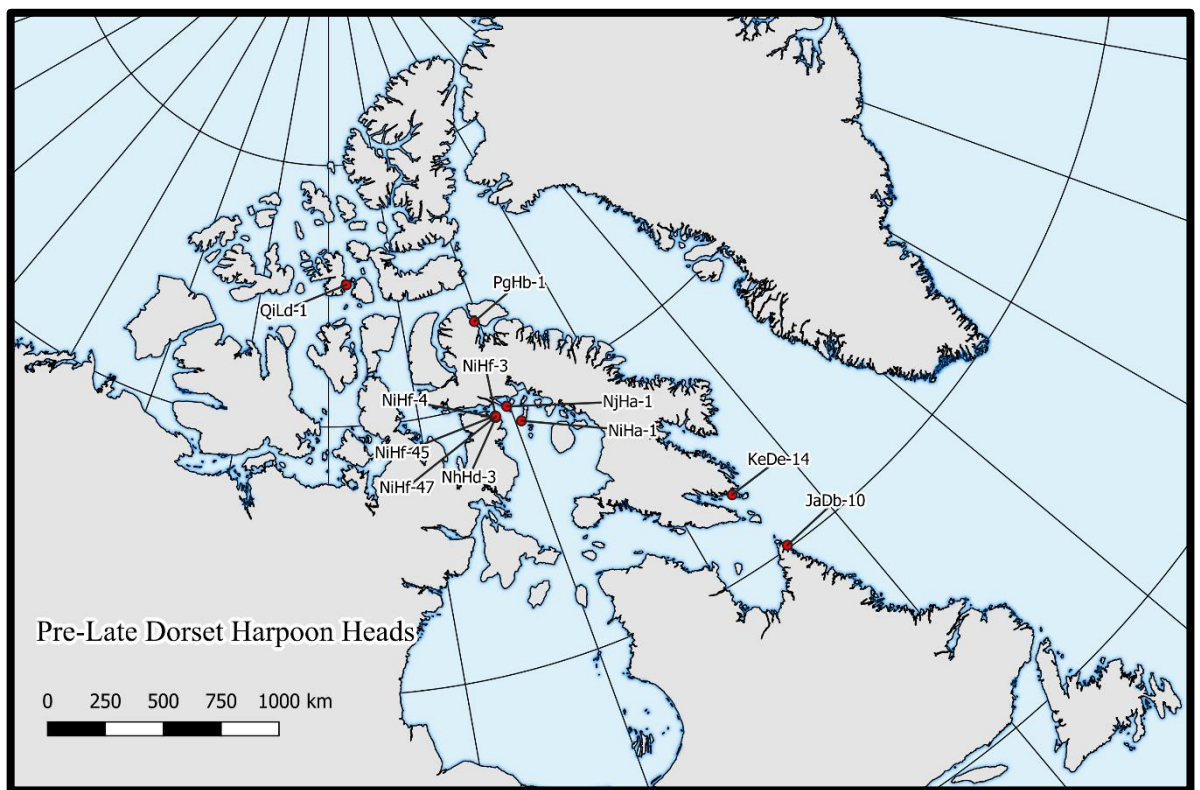 PgHb-1
QiLd-1
NiHf-3
NiHf-4
NjHa-1
NiHa-1
NiHf-45
KeDe-14
NhHd-3
NiHf-47
JaDb-10
Pre-Late Dorset Harpoon Heads
0 250 500 750 1000 km